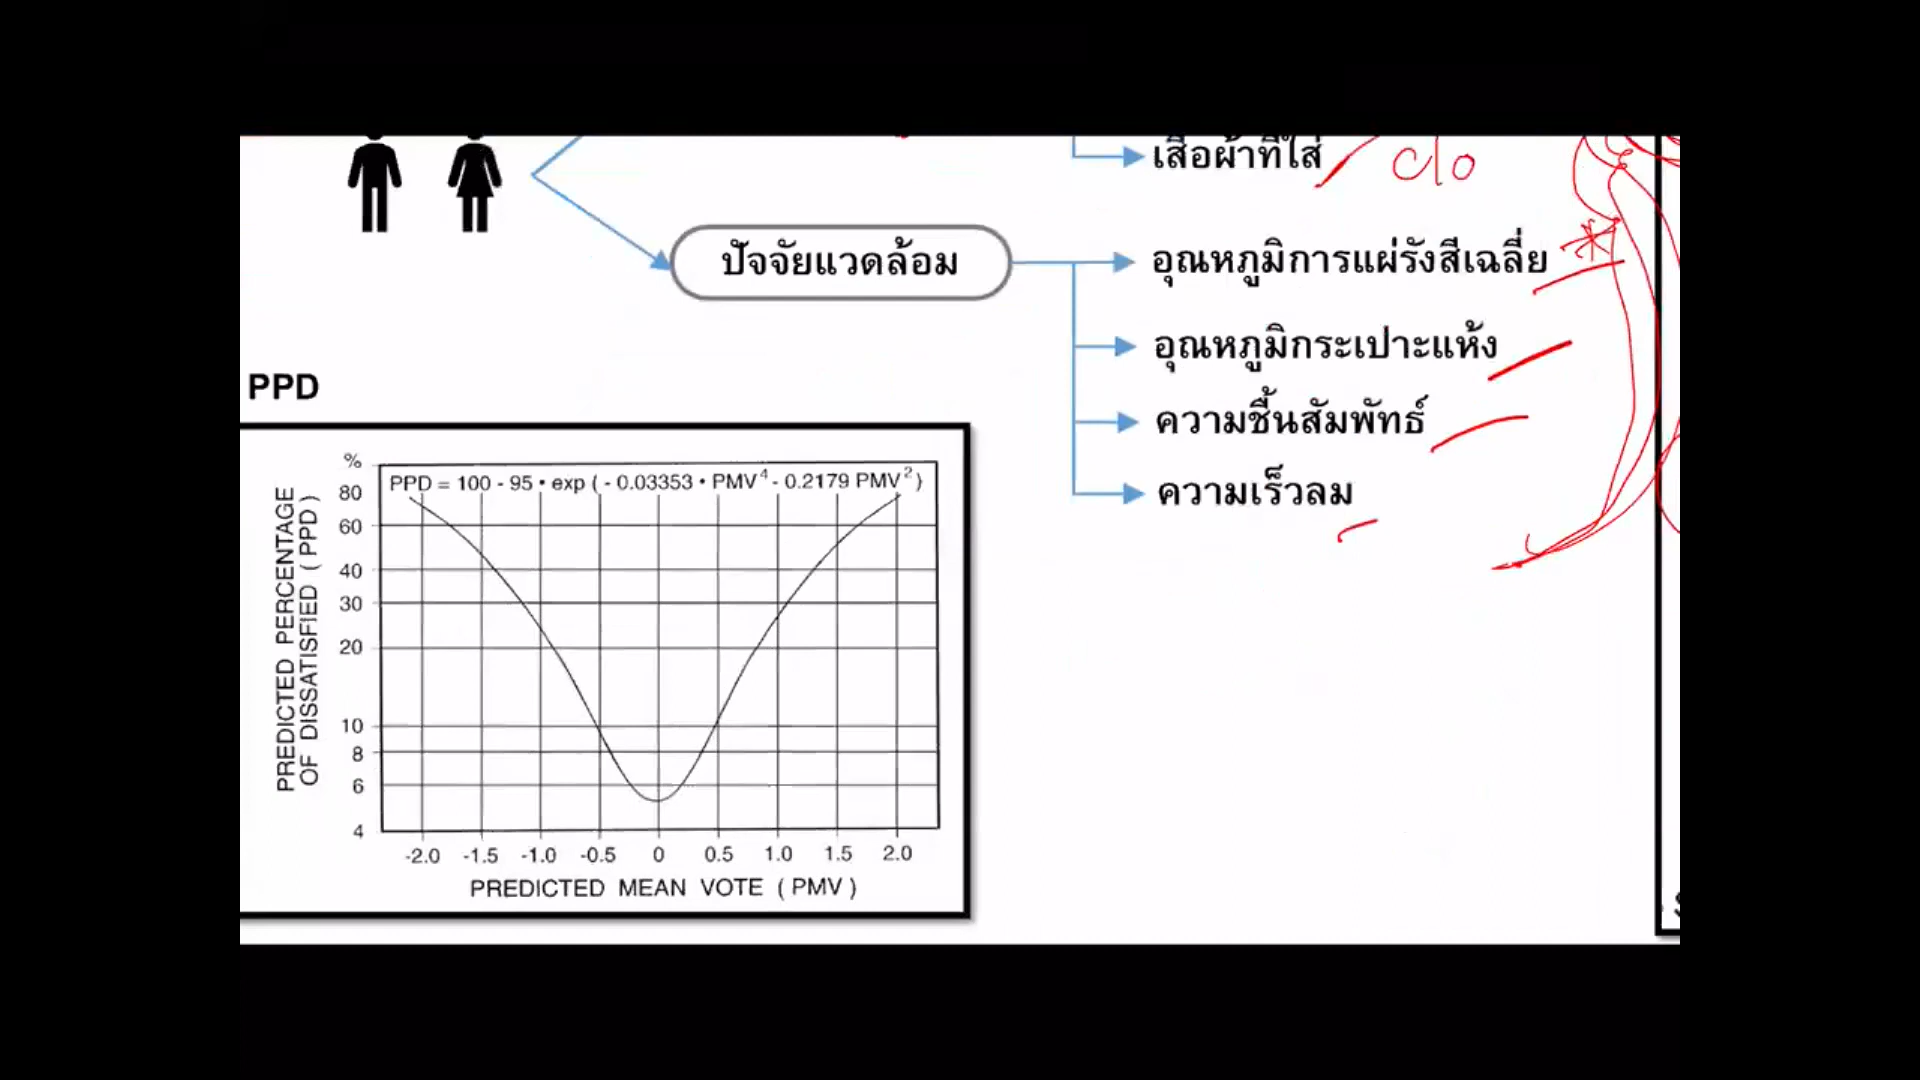 เสื้อผ้าที่ใส่ clo
ปัจจัยแวดล้อม
อุณหภูมิการแผ่รังสีเฉลี่ย *
อุณหภูมิกระเปาะแห้ง
ความชื้นสัมพัทธ์
ความเร็วลม
PPD
PREDICTED PERCENTAGE
OF DISSATISFIED ( PPD )
%
80
60
40
30
20
10
8
6
4
PPD = 100 - 95 • exp ( - 0.03353 • PMV⁴ - 0.2179 PMV² )
-2.0 -1.5 -1.0 -0.5 0 0.5 1.0 1.5 2.0
PREDICTED MEAN VOTE ( PMV )